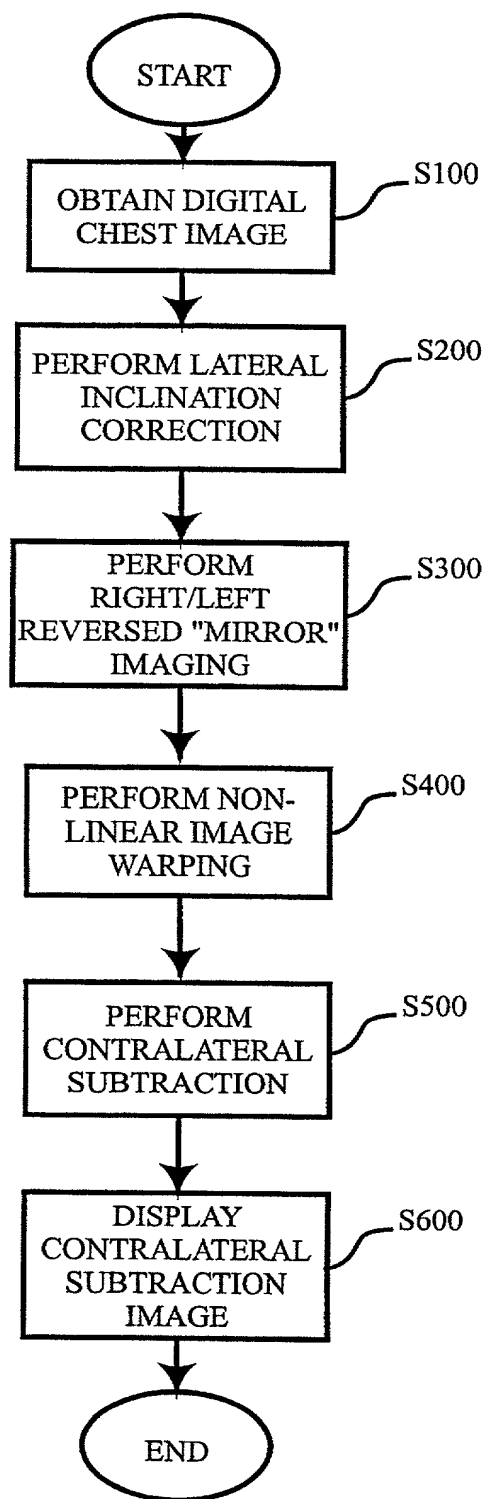 START
S100
OBTAIN DIGITAL
CHEST IMAGE
S200
PERFORM LATERAL
INCLINATION
CORRECTION
S300
PERFORM
RIGHT/LEFT
REVERSED "MIRROR"
IMAGING
S400
PERFORM NON-
LINEAR IMAGE
WARPING
S500
PERFORM
CONTRALATERAL
SUBTRACTION
S600
DISPLAY
CONTRALATERAL
SUBTRACTION
IMAGE
END